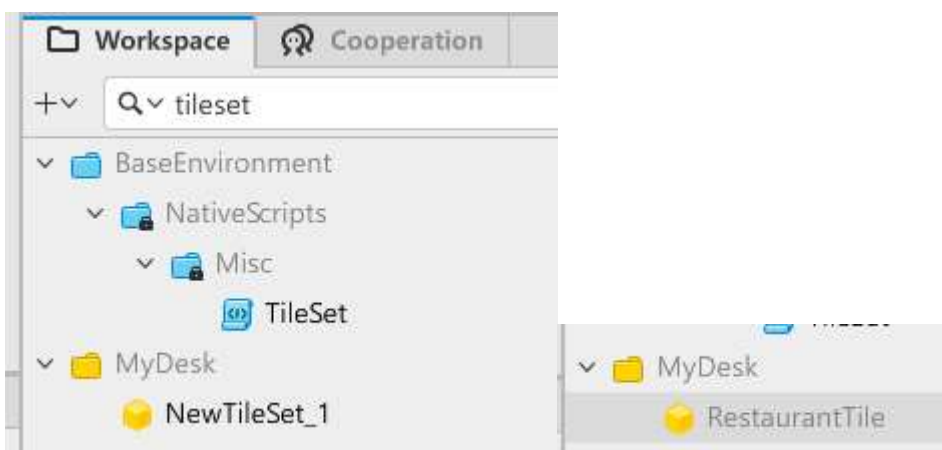 Workspace Cooperation
tileset
BaseEnvironment
NativeScripts
Misc
TileSet
MyDesk
NewTileSet_1
MyDesk
RestaurantTile